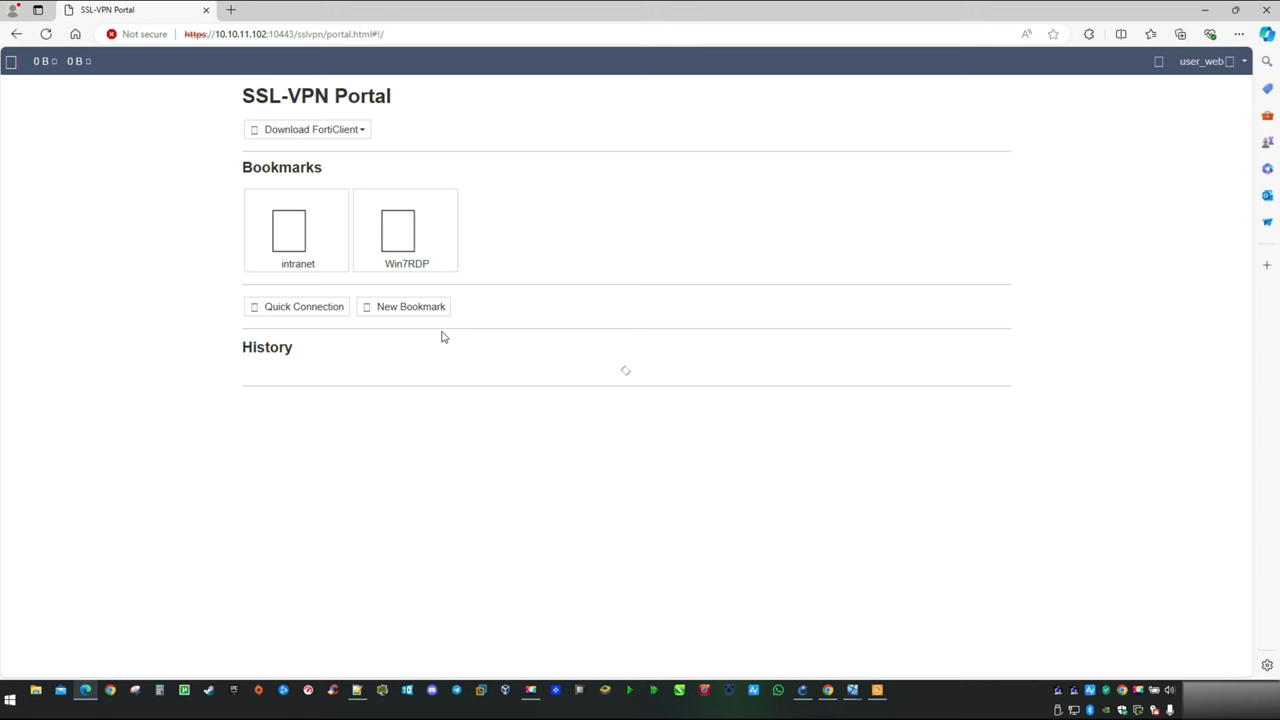 SSL-VPN Portal
Not secure https://10.10.11.102:10443/sslvpn/portal.html#!/
0 B 0 B user_web
SSL-VPN Portal
Download FortiClient
Bookmarks
intranet Win7RDP
Quick Connection New Bookmark
History